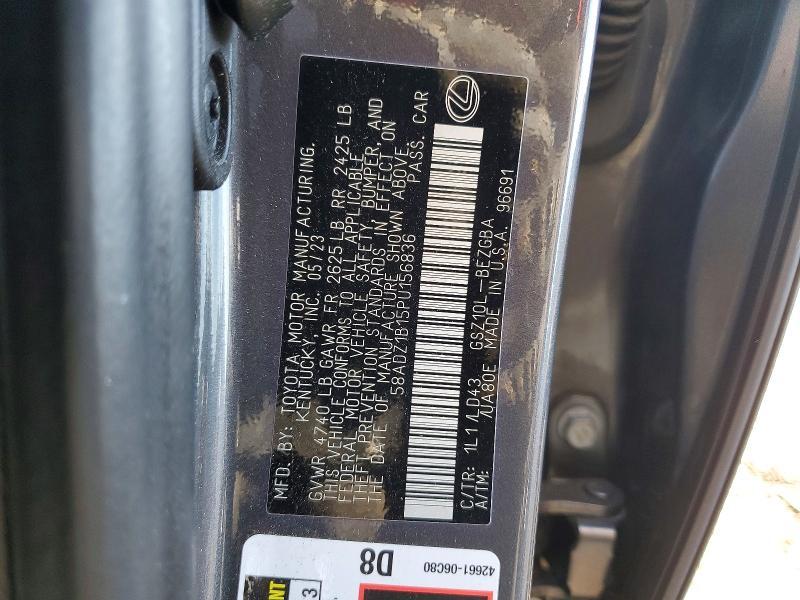 MFD. BY: TOYOTA MOTOR MANUFACTURING,
KENTUCKY, INC. 05/23
GVWR 4740 LB GAWR FR 2625 LB RR 2425 LB
THIS VEHICLE CONFORMS TO ALL APPLICABLE
FEDERAL MOTOR VEHICLE SAFETY, BUMPER, AND
THEFT PREVENTION STANDARDS IN EFFECT ON
THE DATE OF MANUFACTURE SHOWN ABOVE.
58ADZ1B15PU156836 PASS. CAR
C/TR: 1L1/LD43 GSZ10L-BEZGBA
A/TM: /UA80E MADE IN U.S.A. 96691
42661-06C80
D8
3